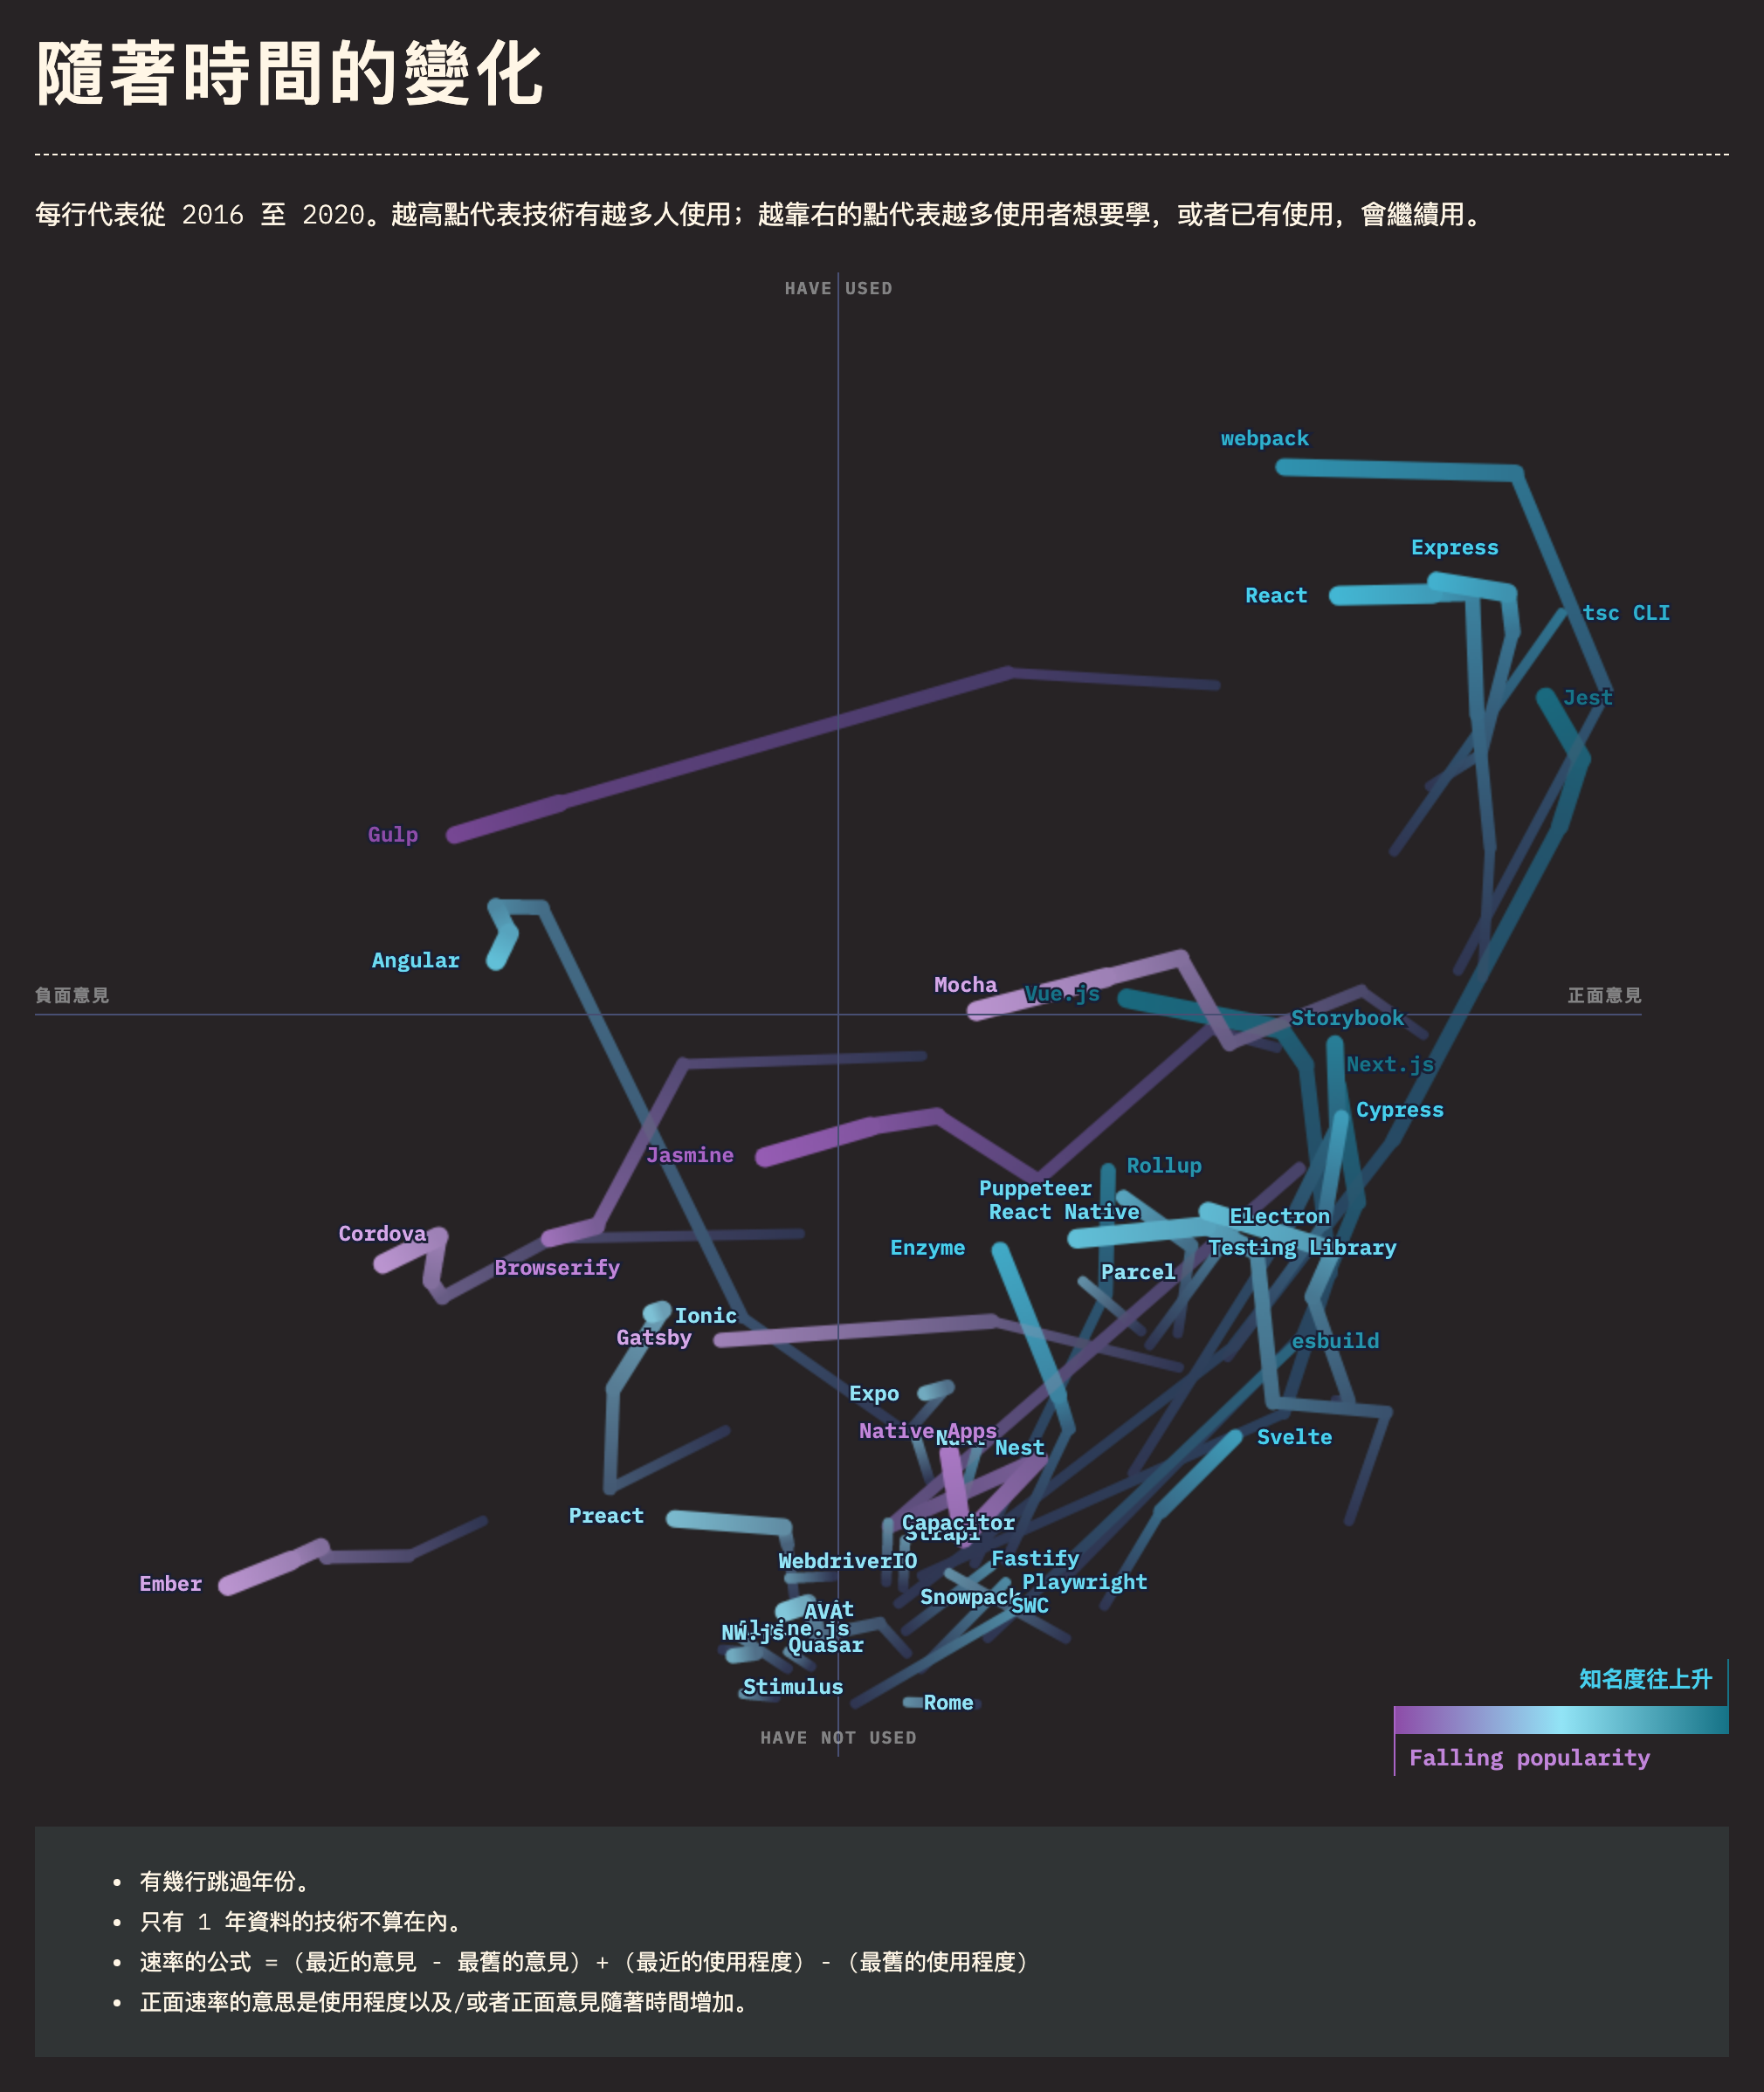 隨著時間的變化
每行代表從 2016 至 2020。越高點代表技術有越多人使用；越靠右的點代表越多使用者想要學，或者已有使用，會繼續用。
HAVE USED
webpack
Express
React
tsc CLI
Jest
Gulp
Angular
Mocha
Vue.js
負面意見
正面意見
Storybook
Next.js
Cypress
Jasmine
Rollup
Puppeteer
React Native
Electron
Cordova
Enzyme
Testing Library
Browserify
Parcel
Ionic
Gatsby
esbuild
Expo
Native Apps
Svelte
Nest
Preact
Capacitor
Strapi
WebdriverIO
Fastify
Playwright
Ember
Snowpack
SWC
AVA
Alpine.js
NW.js
Quasar
Stimulus
Rome
HAVE NOT USED
知名度往上升
Falling popularity
有幾行跳過年份。
只有 1 年資料的技術不算在內。
速率的公式 = （最近的意見 - 最舊的意見）+（最近的使用程度）-（最舊的使用程度）
正面速率的意思是使用程度以及/或者正面意見隨著時間增加。